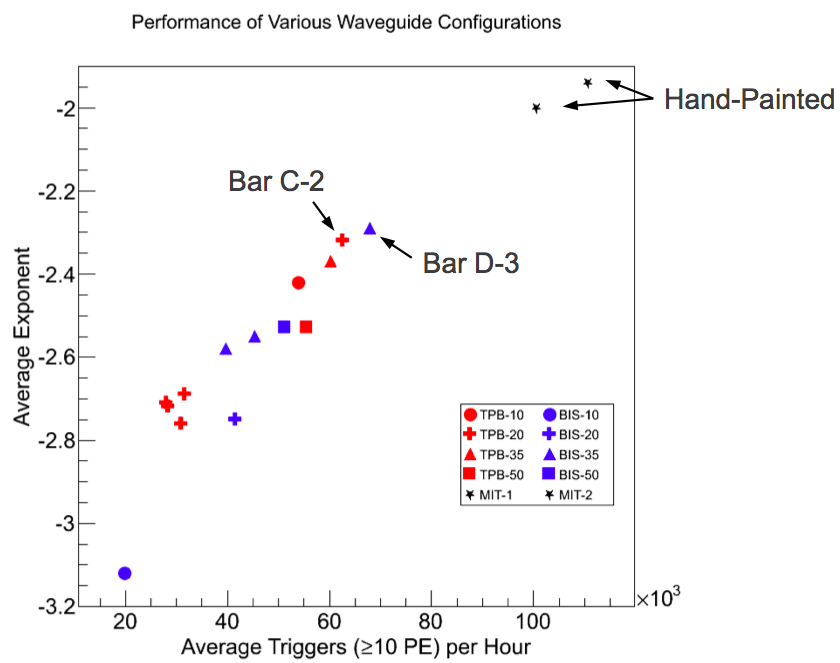 Performance of Various Waveguide Configurations
Hand-Painted
Bar C-2
Bar D-3
Average Exponent
-2
-2.2
-2.4
-2.6
-2.8
-3
-3.2
TPB-10 BIS-10
TPB-20 BIS-20
TPB-35 BIS-35
TPB-50 BIS-50
MIT-1 MIT-2
20 40 60 80 100
×10³
Average Triggers (≥10 PE) per Hour